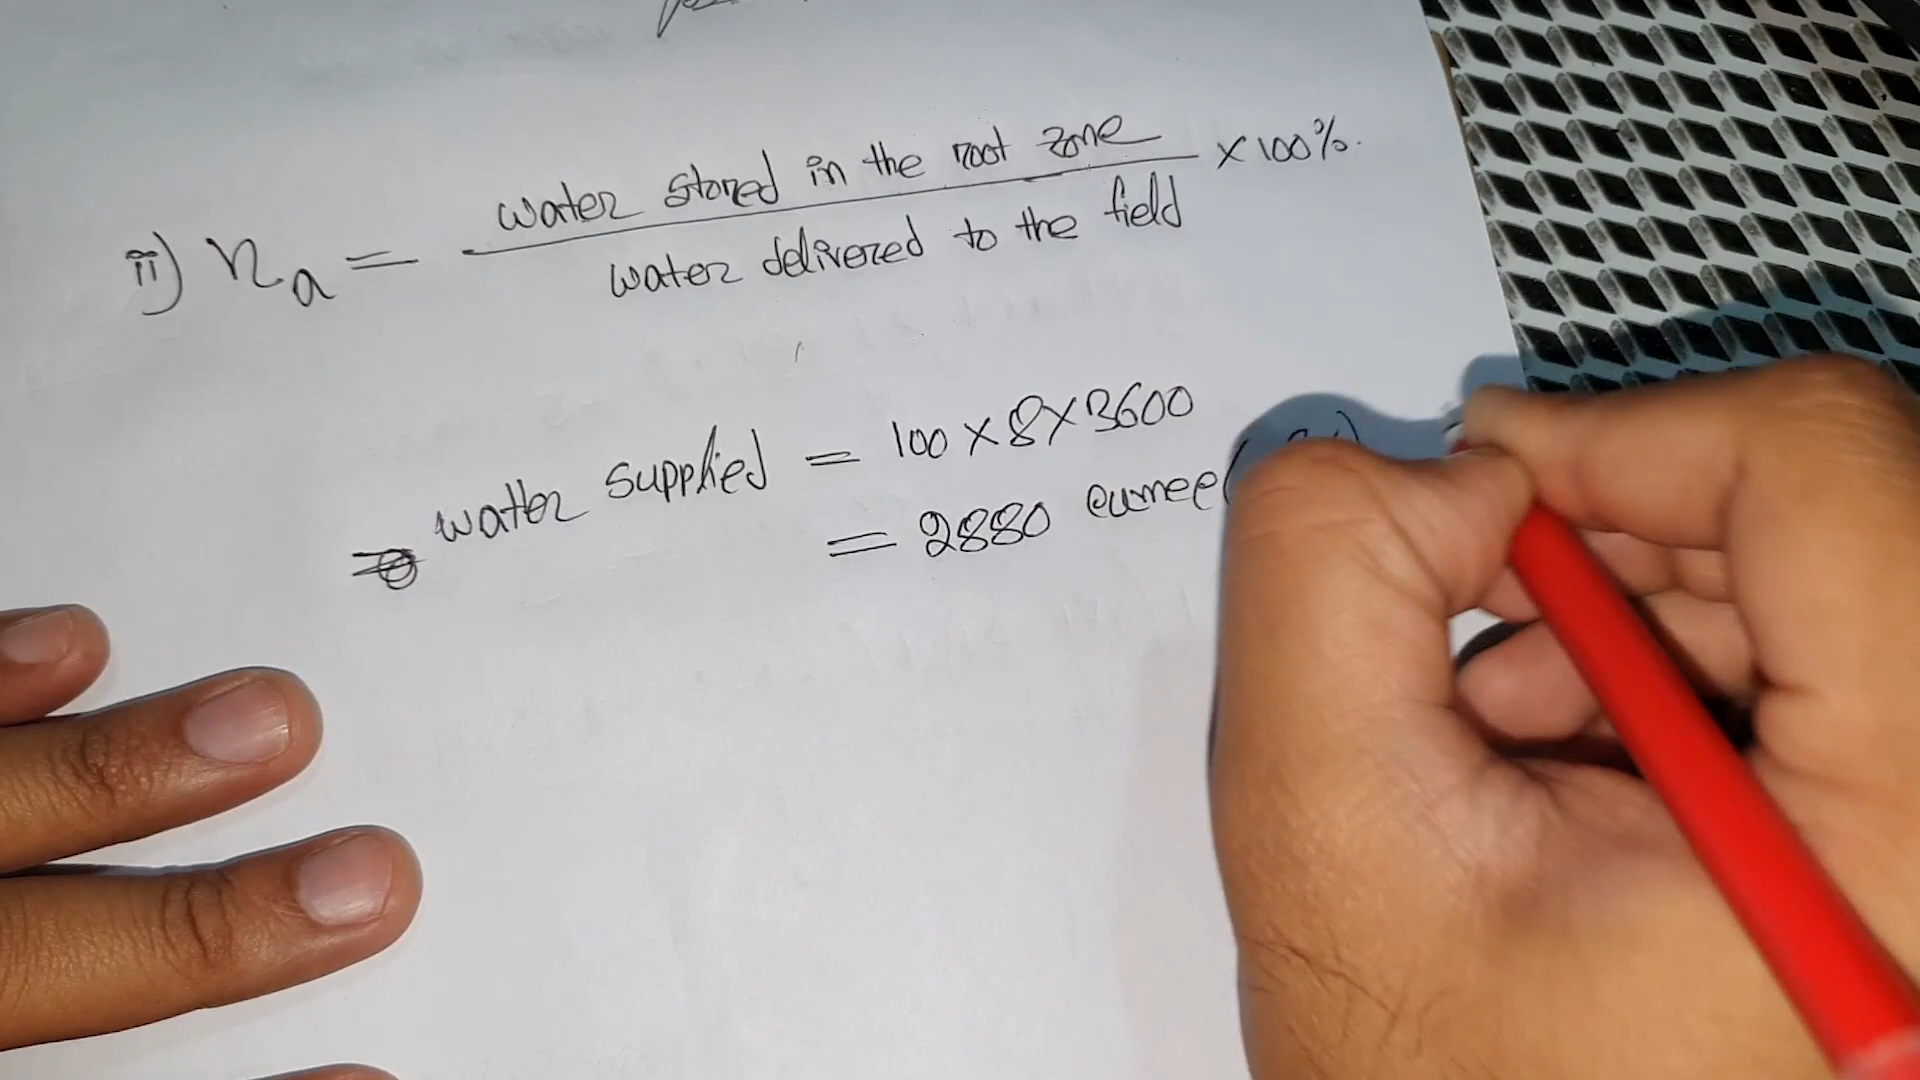 ii) η_a = water stored in the root zone / water delivered to the field × 100%.
water supplied = 100 × 8 × 3600
= 2880 cumec